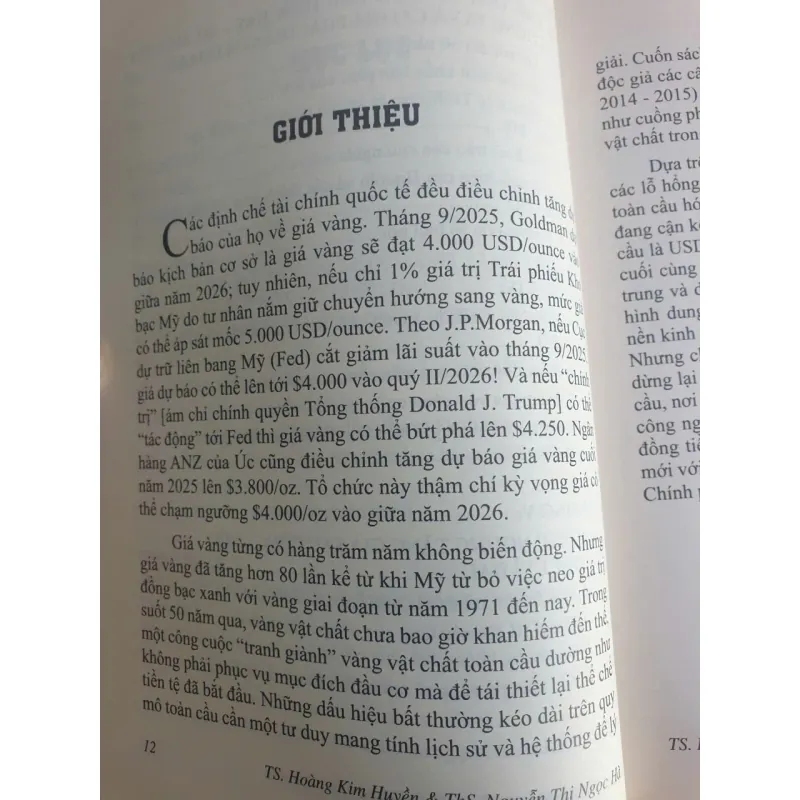 GIỚI THIỆU
Các định chế tài chính quốc tế đều điều chỉnh tăng
báo của họ về giá vàng. Tháng 9/2025, Goldman
báo kịch bản cơ sở là giá vàng sẽ đạt 4.000 USD/ounce
giữa năm 2026; tuy nhiên, nếu chỉ 1% giá trị Trái phiếu
bạc Mỹ do tư nhân nắm giữ chuyển hướng sang vàng, mức giá
có thể áp sát mốc 5.000 USD/ounce. Theo J.P.Morgan, nếu Cục
dự trữ liên bang Mỹ (Fed) cắt giảm lãi suất vào tháng 9/2025,
giá dự báo có thể lên tới $4.000 vào quý II/2026! Và nếu “chính
trị” [ám chỉ chính quyền Tổng thống Donald J. Trump] có thể
“tác động” tới Fed thì giá vàng có thể bứt phá lên $4.250. Ngân
hàng ANZ của Úc cũng điều chỉnh tăng dự báo giá vàng cuối
năm 2025 lên $3.800/oz. Tổ chức này thậm chí kỳ vọng giá có
thể chạm ngưỡng $4.000/oz vào giữa năm 2026.
Giá vàng từng có hàng trăm năm không biến động. Nhưng
giá vàng đã tăng hơn 80 lần kể từ khi Mỹ từ bỏ việc neo giá trị
đồng bạc xanh với vàng giai đoạn từ năm 1971 đến nay. Trong
suốt 50 năm qua, vàng vật chất chưa bao giờ khan hiếm đến thế,
một công cuộc “tranh giành” vàng vật chất toàn cầu dường như
không phải phục vụ mục đích đầu cơ mà để tái thiết lại thể chế
tiền tệ đã bắt đầu. Những dấu hiệu bất thường kéo dài trên quy
mô toàn cầu cần một tư duy mang tính lịch sử và hệ thống để lý
12
TS. Hoàng Kim Huyền & ThS. Nguyễn Thị Ngọc Hà
giải. Cuốn sách
độc giả các
2014 - 2015)
như cuồng
vật chất
Dựa
các lỗ hổng
toàn cầu
đang cận
cầu là USD
cuối cùng
trung và
hình dung
nền kinh
Nhưng
dừng lại
cầu, nơi
công
đồng
mới với
Chính
TS.